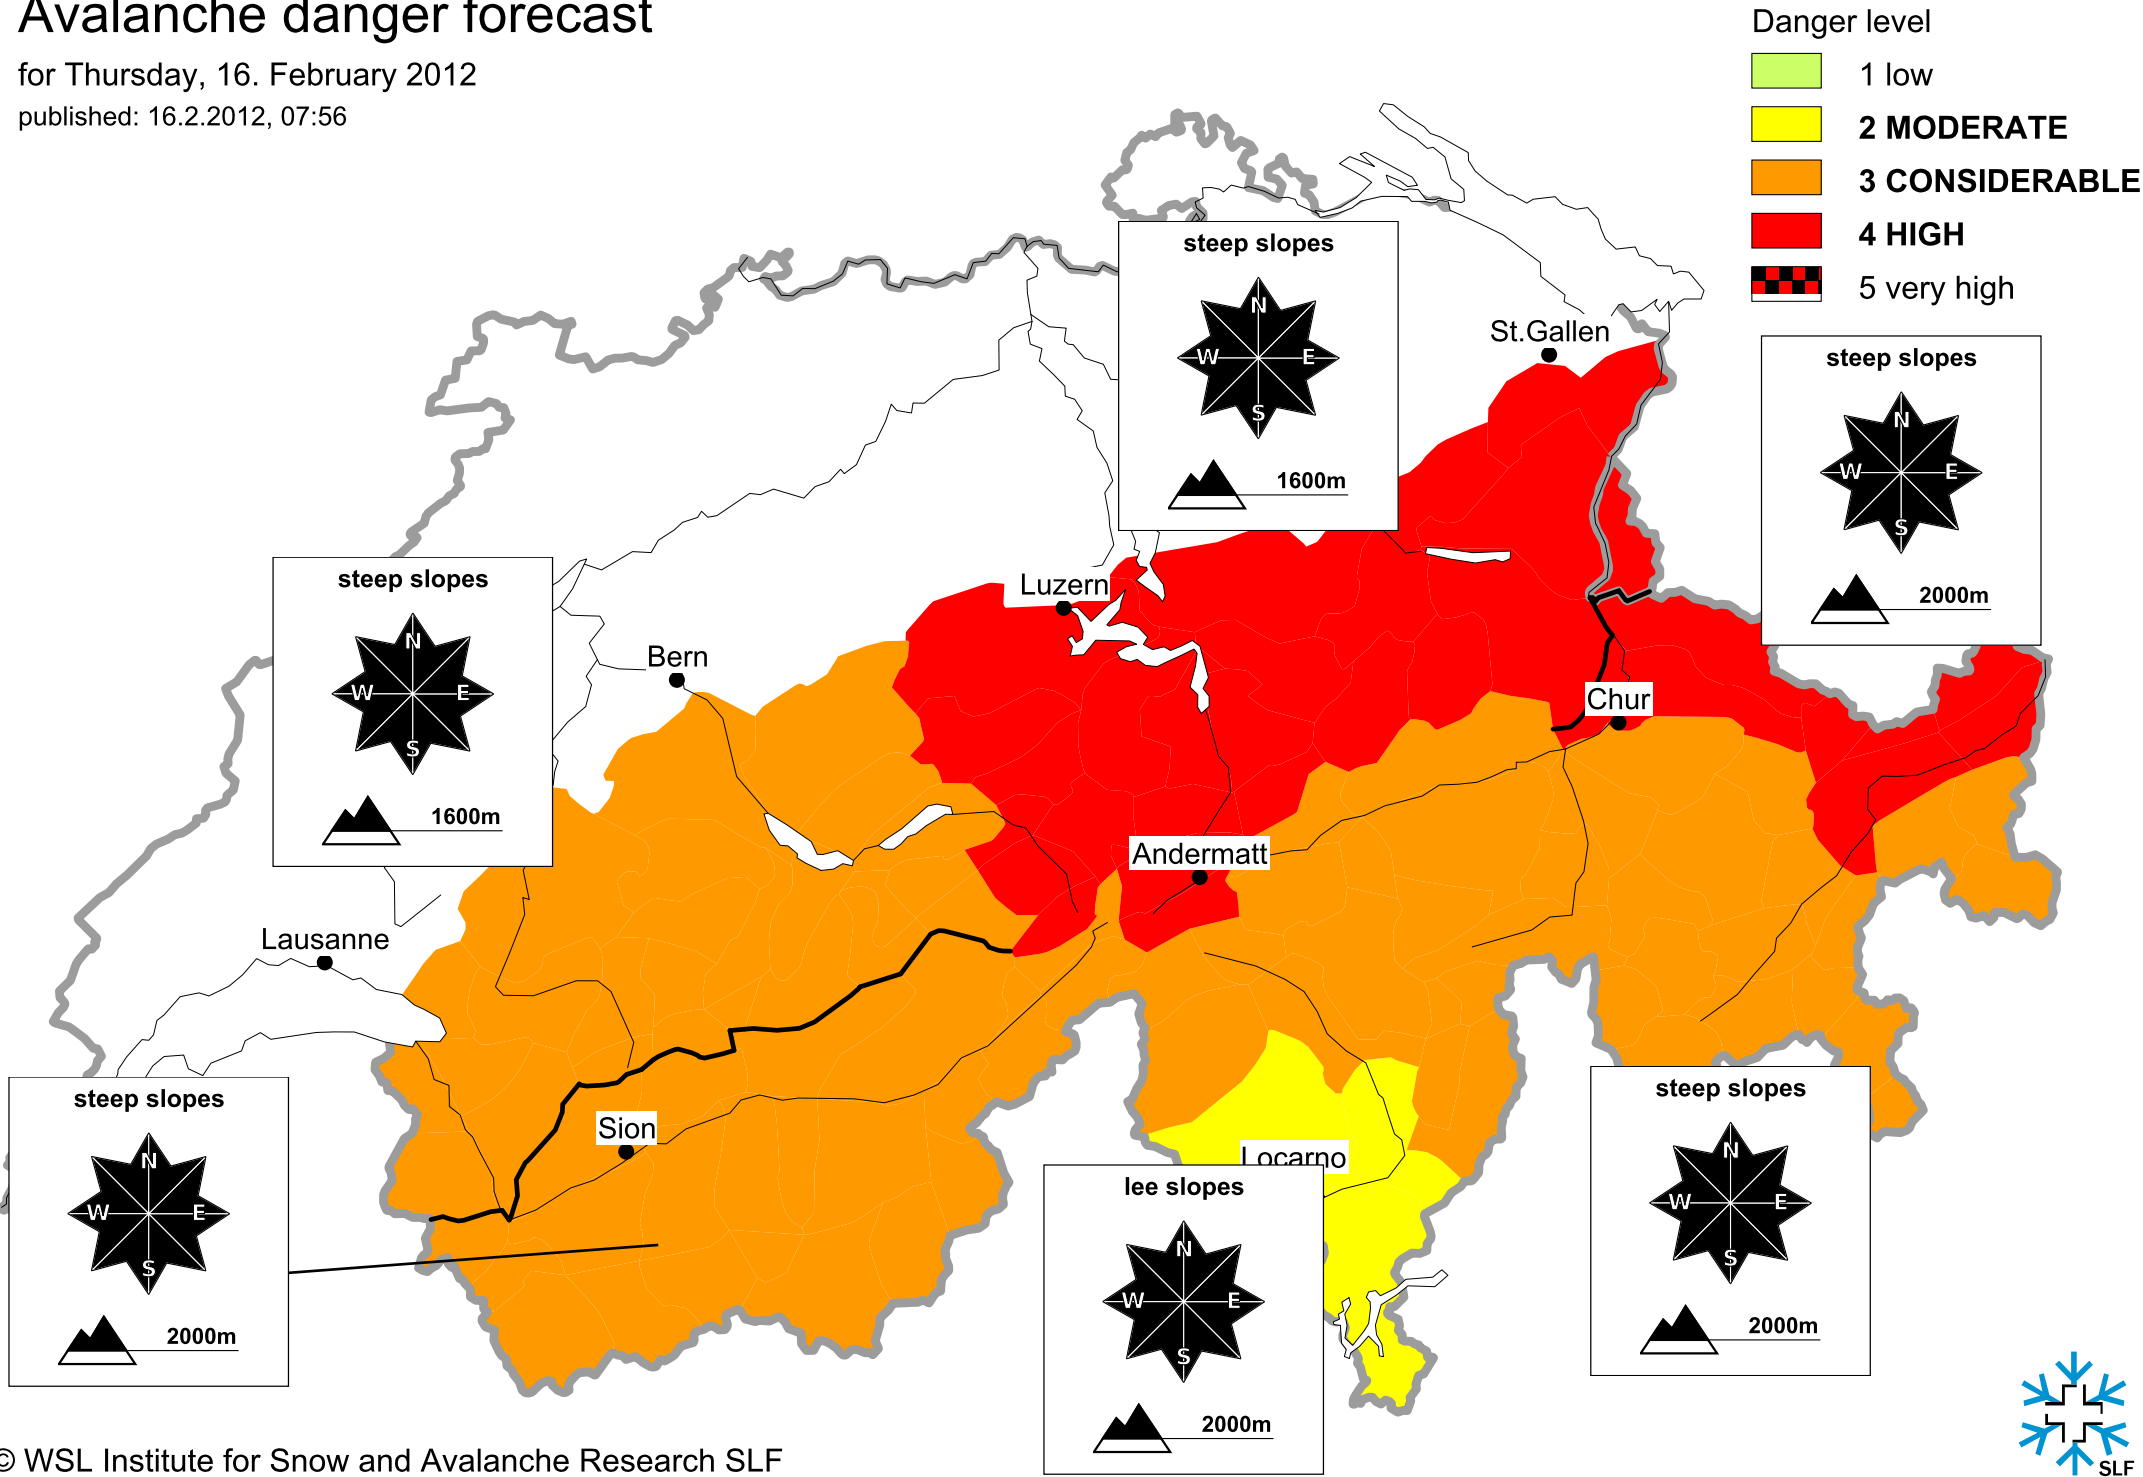 Avalanche danger forecast
for Thursday, 16. February 2012
published: 16.2.2012, 07:56
Danger level
1 low
2 MODERATE
3 CONSIDERABLE
4 HIGH
5 very high
steep slopes
N
W E
S
1600m
St.Gallen
steep slopes
N
W E
S
2000m
steep slopes
N
W E
S
1600m
Luzern
Bern
Chur
Andermatt
Lausanne
steep slopes
N
W E
S
2000m
Sion
Locarno
lee slopes
N
W E
S
2000m
steep slopes
N
W E
S
2000m
© WSL Institute for Snow and Avalanche Research SLF
SLF